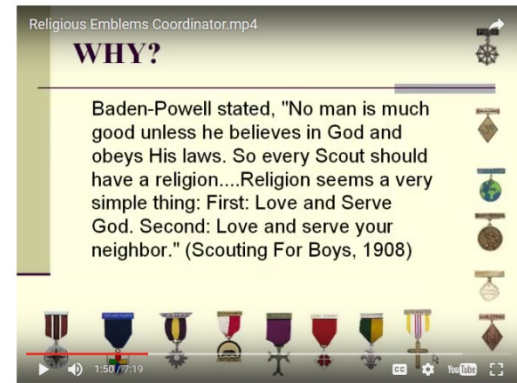 Religious Emblems Coordinator.mp4
WHY?
Baden-Powell stated, "No man is much
good unless he believes in God and
obeys His laws. So every Scout should
have a religion....Religion seems a very
simple thing: First: Love and Serve
God. Second: Love and serve your
neighbor." (Scouting For Boys, 1908)
1:50 / 7:19
CC
YouTube